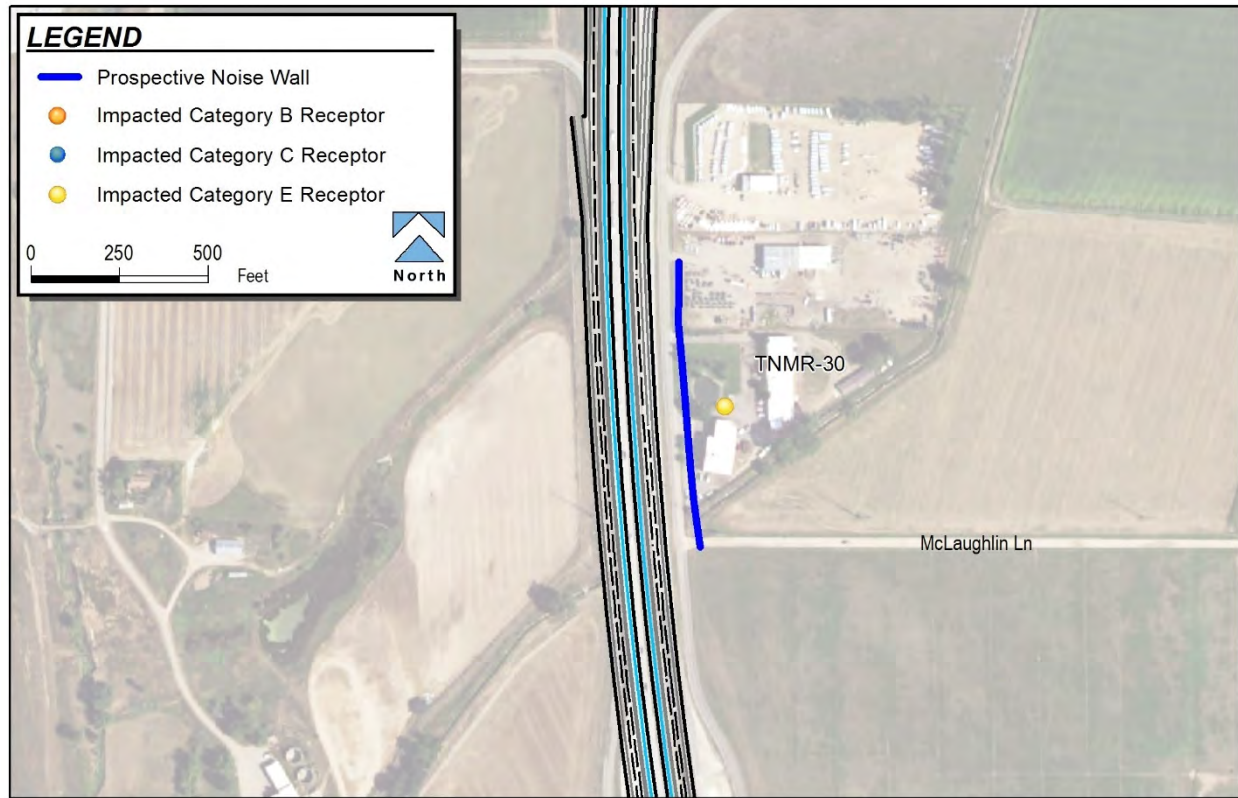 LEGEND
Prospective Noise Wall
Impacted Category B Receptor
Impacted Category C Receptor
Impacted Category E Receptor
0 250 500
Feet
North
TNMR-30
McLaughlin Ln